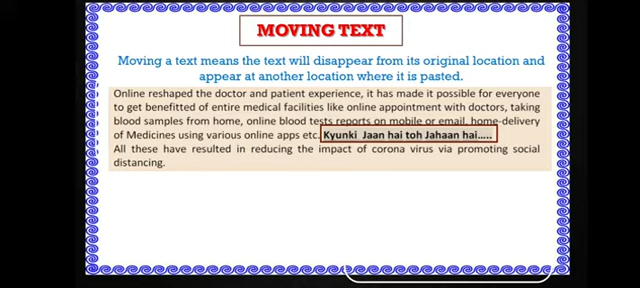 MOVING TEXT
Moving a text means the text will disappear from its original location and
appear at another location where it is pasted.
Online reshaped the doctor and patient experience, it has made it possible for everyone
to get benefitted of entire medical facilities like online appointment with doctors, taking
blood samples from home, online blood tests reports on mobile or email, home-delivery
of Medicines using various online apps etc. Kyunki Jaan hai toh Jahaan hai.....
All these have resulted in reducing the impact of corona virus via promoting social
distancing.